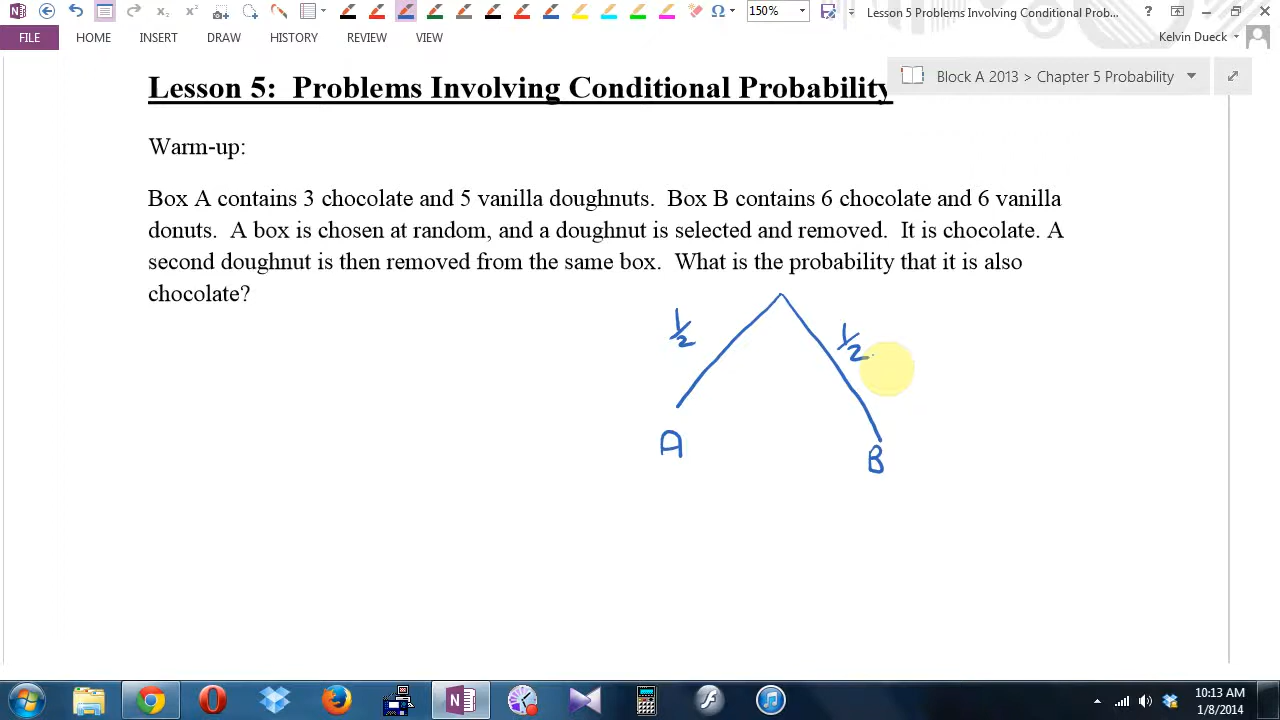 150%
Lesson 5 Problems Involving Conditional Prob...
FILE
HOME
INSERT
DRAW
HISTORY
REVIEW
VIEW
Kelvin Dueck
Block A 2013 > Chapter 5 Probability
Lesson 5:  Problems Involving Conditional Probability
Warm-up:
Box A contains 3 chocolate and 5 vanilla doughnuts.  Box B contains 6 chocolate and 6 vanilla
donuts.  A box is chosen at random, and a doughnut is selected and removed.  It is chocolate. A
second doughnut is then removed from the same box.  What is the probability that it is also
chocolate?
1/2
1/2
A
B
10:13 AM
1/8/2014